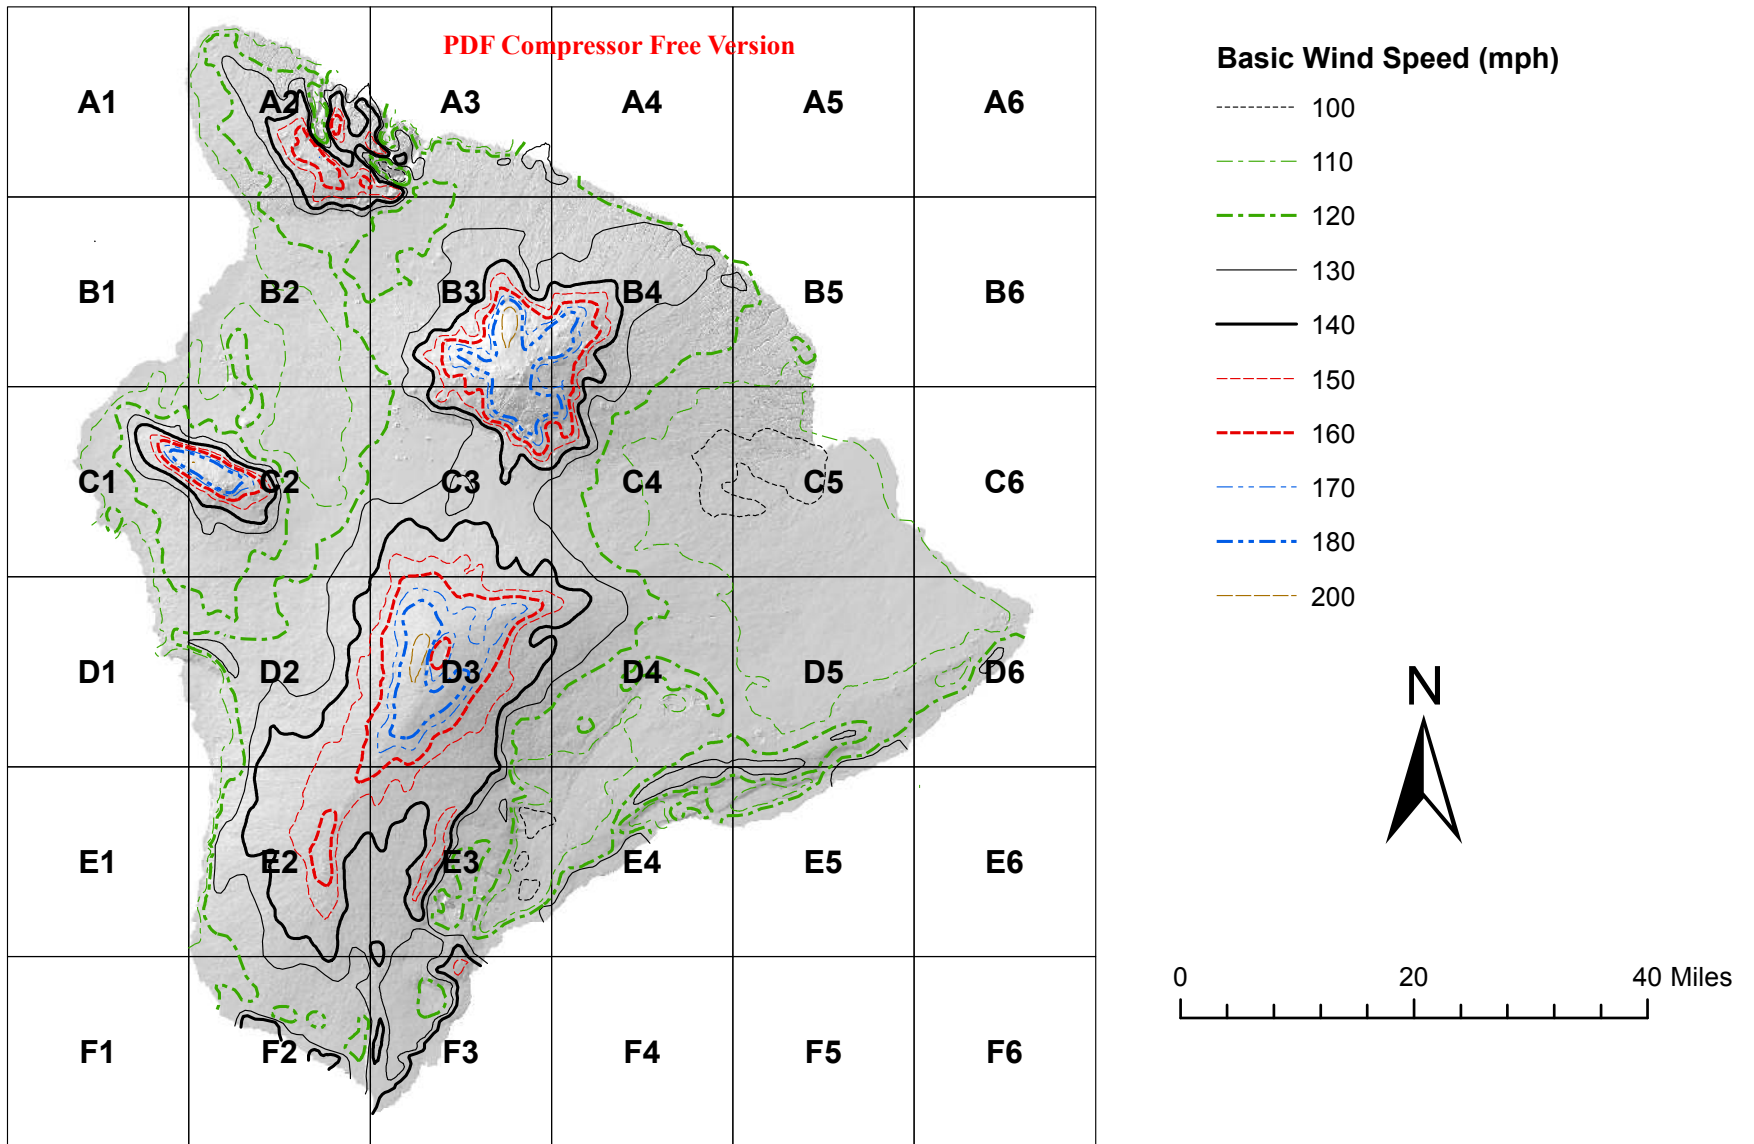 PDF Compressor Free Version
A1 A2 A3 A4 A5 A6
B1 B2 B3 B4 B5 B6
C1 C2 C3 C4 C5 C6
D1 D2 D3 D4 D5 D6
E1 E2 E3 E4 E5 E6
F1 F2 F3 F4 F5 F6
Basic Wind Speed (mph)
100
110
120
130
140
150
160
170
180
200
N
0 20 40 Miles